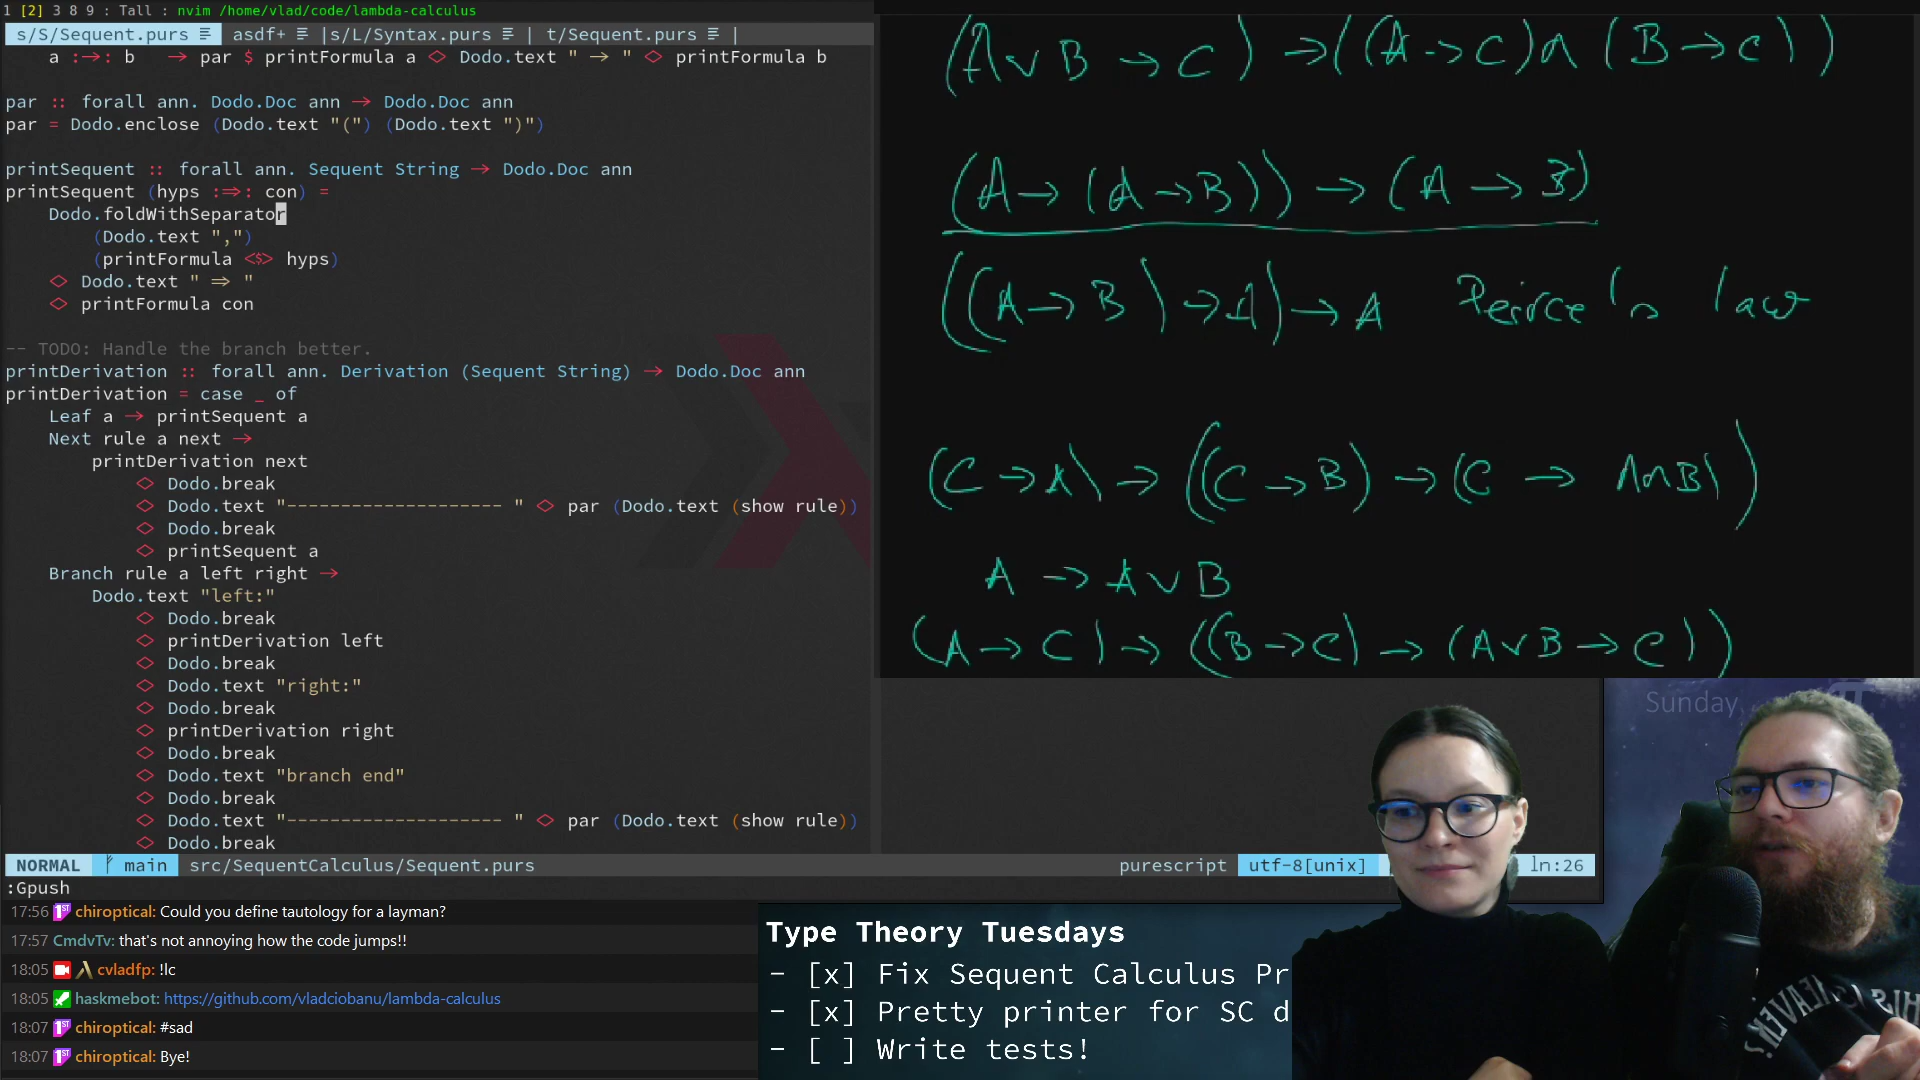 1 [2] 3 8 9 : Tall : nvim /home/vlad/code/lambda-calculus
s/S/Sequent.purs asdf+ |s/L/Syntax.purs | t/Sequent.purs |
a :→: b → par $ printFormula a <> Dodo.text " → " <> printFormula b
par :: forall ann. Dodo.Doc ann → Dodo.Doc ann
par = Dodo.enclose (Dodo.text "(") (Dodo.text ")")
printSequent :: forall ann. Sequent String → Dodo.Doc ann
printSequent (hyps :⇒: con) =
Dodo.foldWithSeparator
(Dodo.text ",")
(printFormula <$> hyps)
<> Dodo.text " ⇒ "
<> printFormula con
-- TODO: Handle the branch better.
printDerivation :: forall ann. Derivation (Sequent String) → Dodo.Doc ann
printDerivation = case _ of
Leaf a → printSequent a
Next rule a next →
printDerivation next
<> Dodo.break
<> Dodo.text "-------------------- " <> par (Dodo.text (show rule))
<> Dodo.break
<> printSequent a
Branch rule a left right →
Dodo.text "left:"
<> Dodo.break
<> printDerivation left
<> Dodo.break
<> Dodo.text "right:"
<> Dodo.break
<> printDerivation right
<> Dodo.break
<> Dodo.text "branch end"
<> Dodo.break
<> Dodo.text "-------------------- " <> par (Dodo.text (show rule))
<> Dodo.break
NORMAL main src/SequentCalculus/Sequent.purs purescript utf-8[unix] ln:26
:Gpush
(A ∨ B → C) → ((A → C) ∧ (B → C))
(A → (A → B)) → (A → B)
((A → B) → A) → A Peirce's law
(C → A) → ((C → B) → (C → A∧B))
A → A ∨ B
(A → C) → ((B → C) → (A ∨ B → C))
Sunday
17:56 chiroptical: Could you define tautology for a layman?
17:57 CmdvTv: that's not annoying how the code jumps!!
18:05 cvladfp: !lc
18:05 haskmebot: https://github.com/vladciobanu/lambda-calculus
18:07 chiroptical: #sad
18:07 chiroptical: Bye!
Type Theory Tuesdays
- [x] Fix Sequent Calculus Pr
- [x] Pretty printer for SC d
- [ ] Write tests!